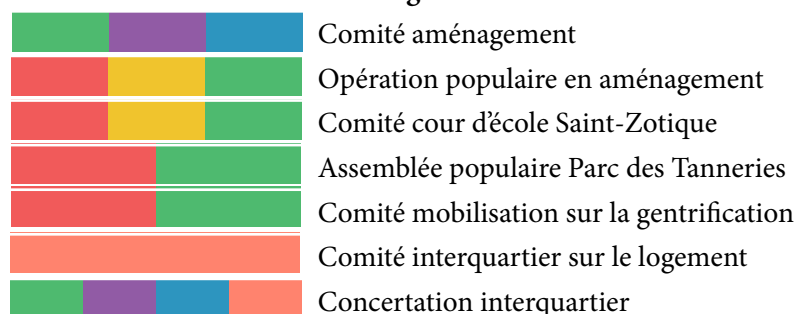 Comité aménagement
Opération populaire en aménagement
Comité cour d'école Saint-Zotique
Assemblée populaire Parc des Tanneries
Comité mobilisation sur la gentrification
Comité interquartier sur le logement
Concertation interquartier